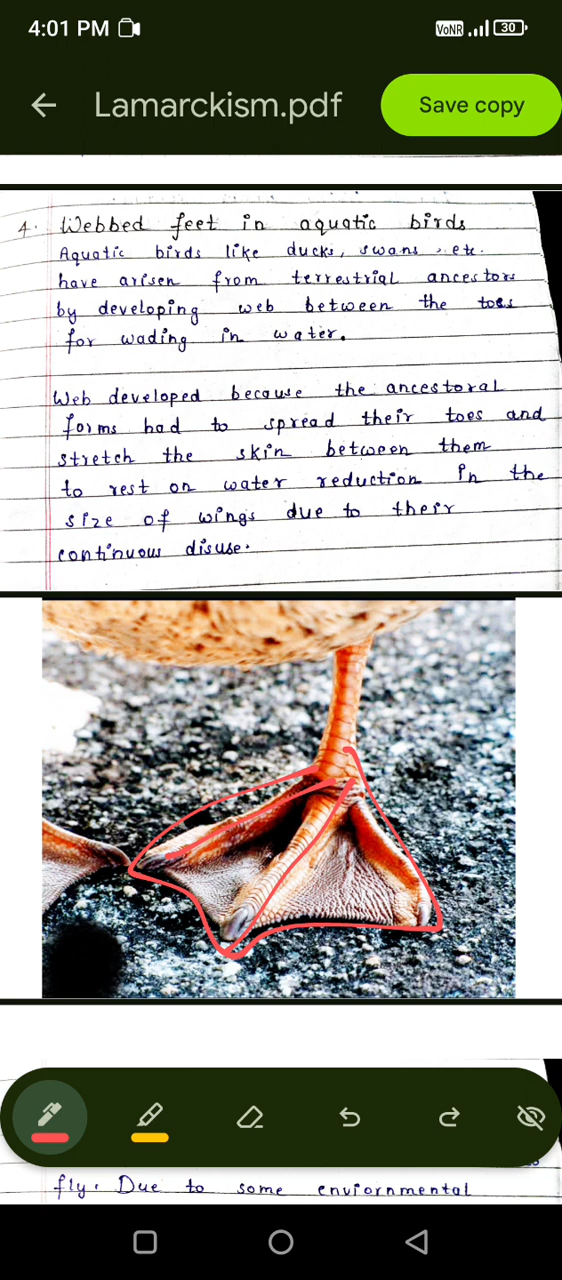 4:01 PM
VoNR 30
Lamarckism.pdf
Save copy
4. Webbed feet in aquatic birds
Aquatic birds like ducks, swans, etc.
have arisen from terrestrial ancestors
by developing web between the toes
for wading in water.
Web developed because the ancestoral
forms had to spread their toes and
stretch the skin between them
to rest on water reduction in the
size of wings due to their
continuous disuse.
fly. Due to some enviornmental